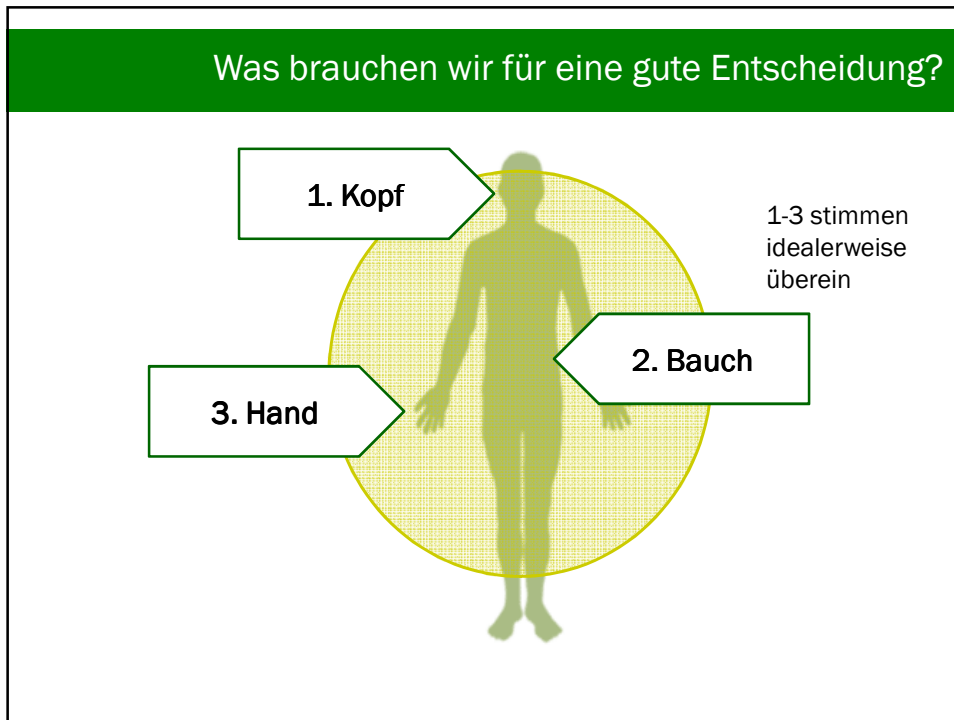 Was brauchen wir für eine gute Entscheidung?
1. Kopf
1-3 stimmen
idealerweise
überein
2. Bauch
3. Hand